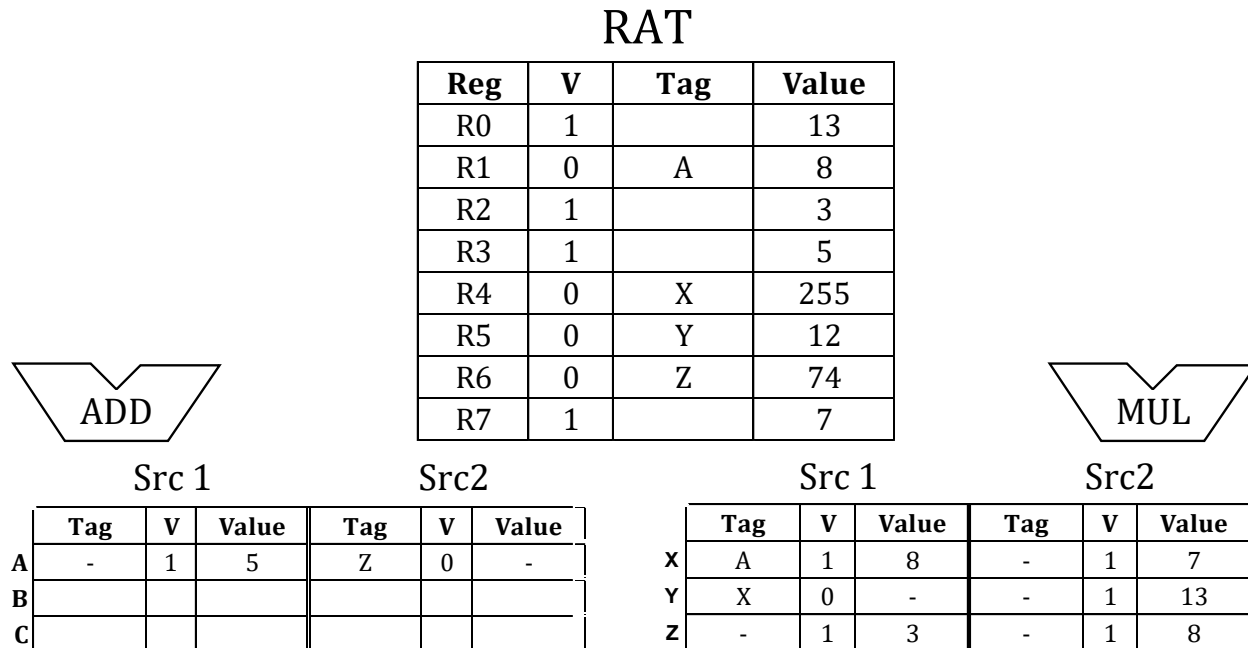 RAT
Reg V Tag Value
R0 1 13
R1 0 A 8
R2 1 3
R3 1 5
R4 0 X 255
R5 0 Y 12
R6 0 Z 74
R7 1 7
ADD
MUL
Src 1 Src2
Tag V Value Tag V Value
A - 1 5 Z 0 -
B
C
Src 1 Src2
Tag V Value Tag V Value
X A 1 8 - 1 7
Y X 0 - - 1 13
Z - 1 3 - 1 8